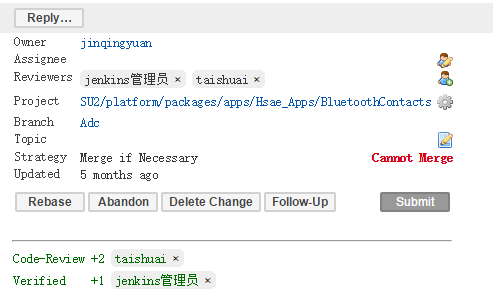 Reply…
Owner jinqingyuan
Assignee
Reviewers jenkins管理员 × taishuai ×
Project SU2/platform/packages/apps/Hsae_Apps/BluetoothContacts
Branch Adc
Topic
Strategy Merge if Necessary Cannot Merge
Updated 5 months ago
Rebase Abandon Delete Change Follow-Up Submit
Code-Review +2 taishuai ×
Verified +1 jenkins管理员 ×